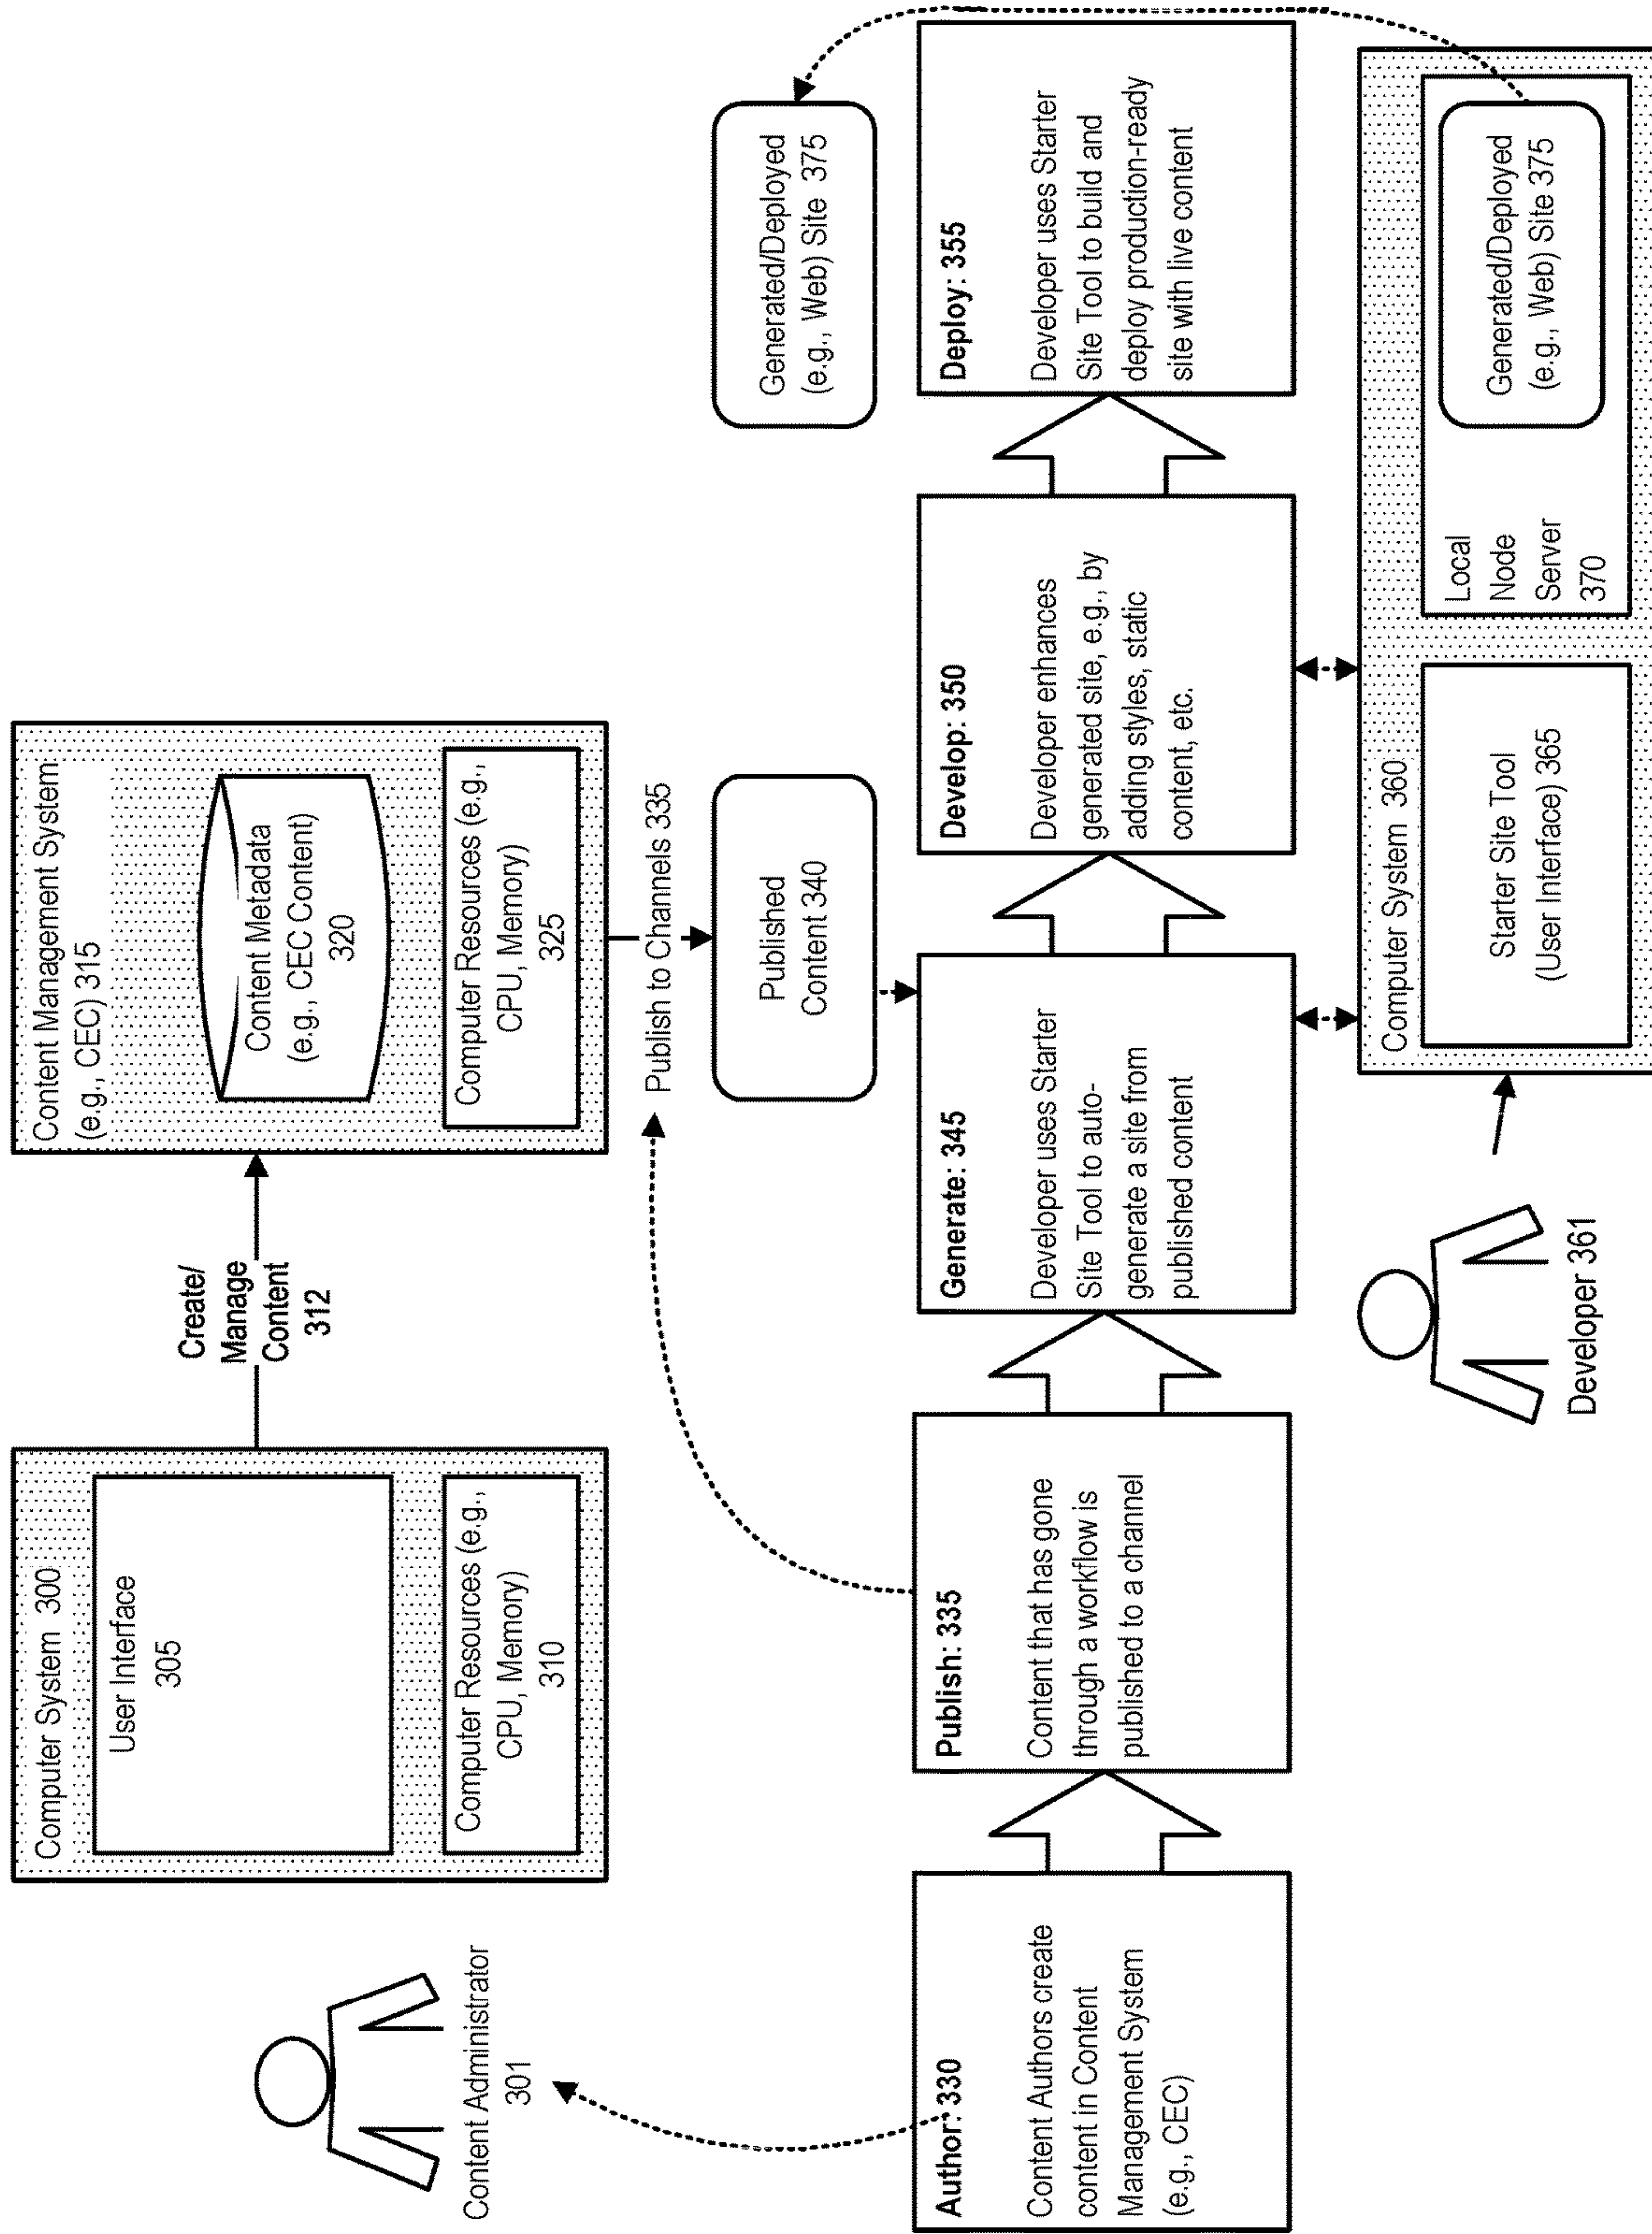 Content Administrator
301
Computer System 300
User Interface
305
Computer Resources (e.g.,
CPU, Memory)
310
Create/
Manage
Content
312
Content Management System
(e.g., CEC) 315
Content Metadata
(e.g., CEC Content)
320
Computer Resources (e.g.,
CPU, Memory)
325
Publish to Channels 335
Published
Content 340
Generated/Deployed
(e.g., Web) Site 375
Author: 330
Content Authors create
content in Content
Management System
(e.g., CEC)
Publish: 335
Content that has gone
through a workflow is
published to a channel
Generate: 345
Developer uses Starter
Site Tool to auto-
generate a site from
published content
Develop: 350
Developer enhances
generated site, e.g., by
adding styles, static
content, etc.
Deploy: 355
Developer uses Starter
Site Tool to build and
deploy production-ready
site with live content
Developer 361
Computer System 360
Starter Site Tool
(User Interface) 365
Local
Node
Server
370
Generated/Deployed
(e.g., Web) Site 375